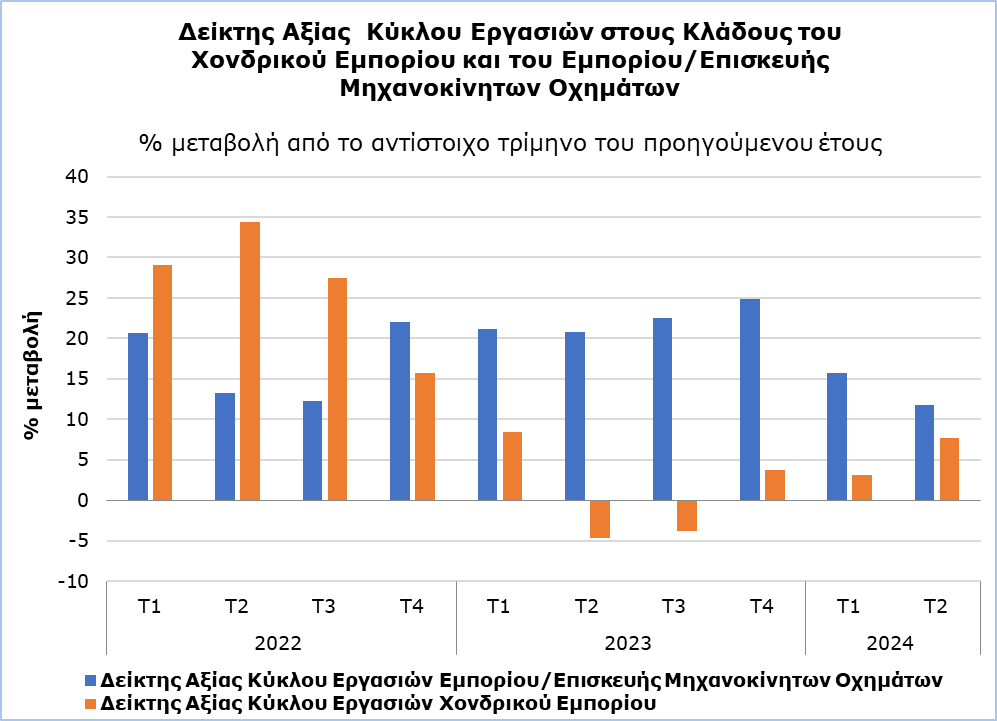 Δείκτης Αξίας  Κύκλου Εργασιών στους Κλάδους του
Χονδρικού Εμπορίου και του Εμπορίου/Επισκευής
Μηχανοκίνητων Οχημάτων
% μεταβολή από το αντίστοιχο τρίμηνο του προηγούμενου έτους
% μεταβολή
40
35
30
25
20
15
10
5
0
-5
-10
Τ1 Τ2 Τ3 Τ4 Τ1 Τ2 Τ3 Τ4 Τ1 Τ2
2022 2023 2024
Δείκτης Αξίας Κύκλου Εργασιών Εμπορίου/Επισκευής Μηχανοκίνητων Οχημάτων
Δείκτης Αξίας Κύκλου Εργασιών Χονδρικού Εμπορίου